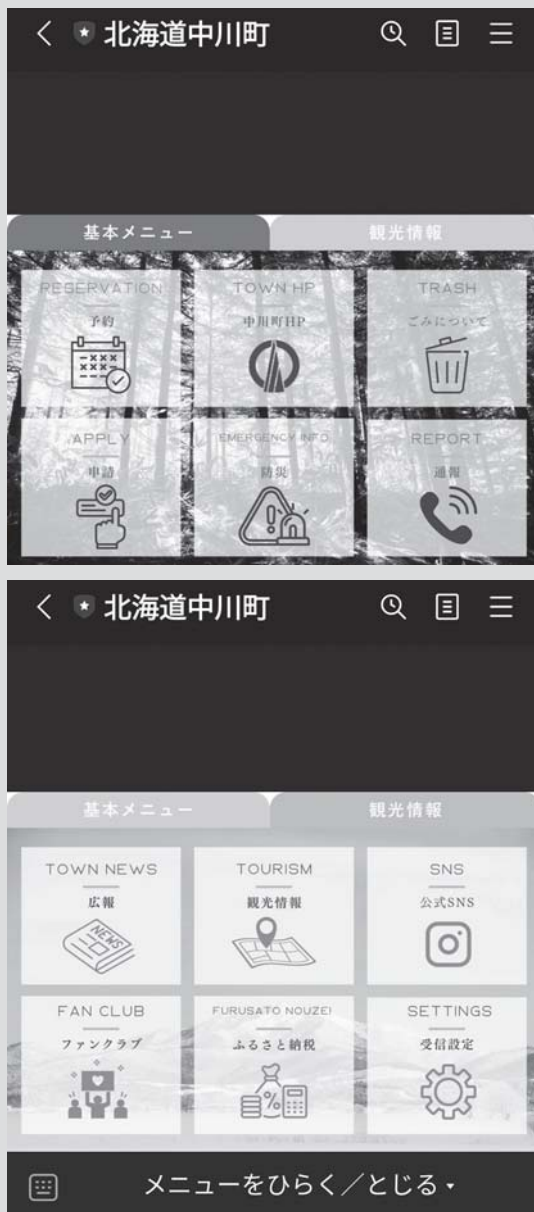 北海道中川町
基本メニュー
観光情報
RESERVATION
予約
TOWN HP
中川町HP
TRASH
ごみについて
APPLY
申請
EMERGENCY INFO
防災
REPORT
通報
北海道中川町
基本メニュー
観光情報
TOWN NEWS
広報
NEWS
TOURISM
観光情報
SNS
公式SNS
FAN CLUB
ファンクラブ
FURUSATO NOUZEI
ふるさと納税
SETTINGS
受信設定
メニューをひらく／とじる▾